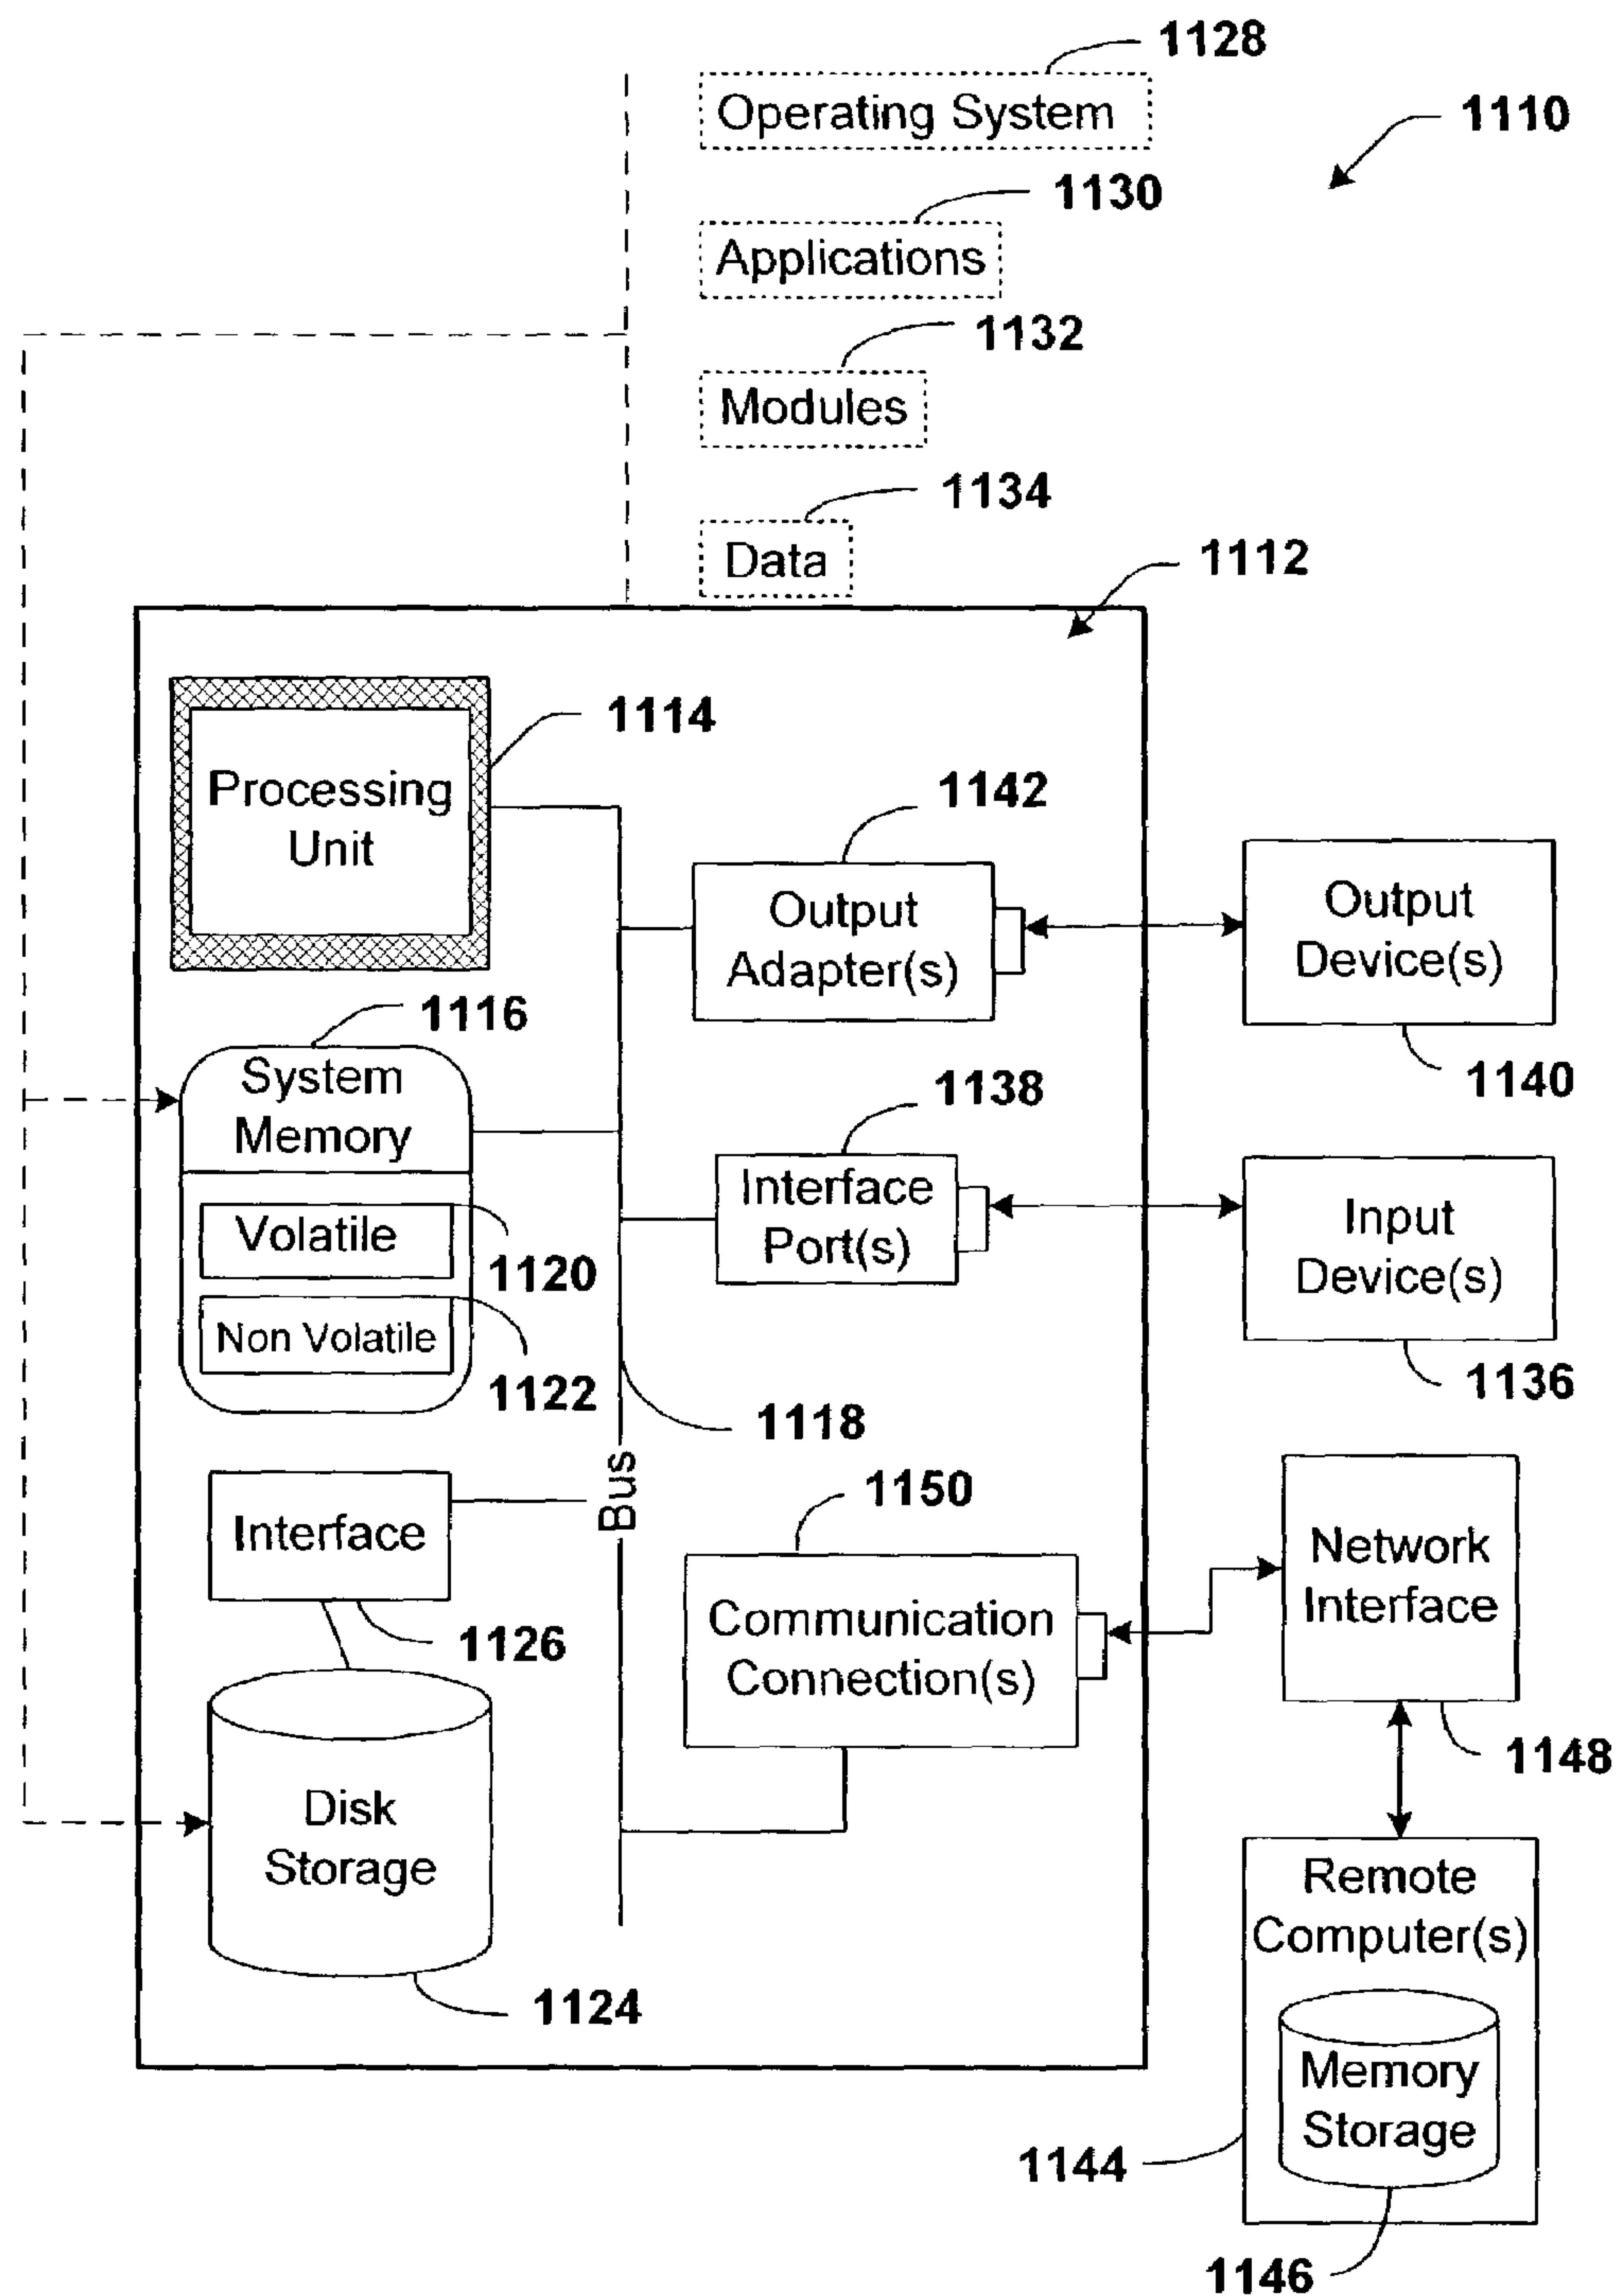 1128
Operating System
1110
1130
Applications
1132
Modules
1134
Data
1112
1114
Processing
Unit
1142
Output
Adapter(s)
Output
Device(s)
1140
1116
System
Memory
Volatile
1120
Non Volatile
1122
1138
Interface
Port(s)
Input
Device(s)
1136
1118
Bus
Interface
1126
1150
Communication
Connection(s)
Network
Interface
1148
Disk
Storage
1124
Remote
Computer(s)
Memory
Storage
1144
1146